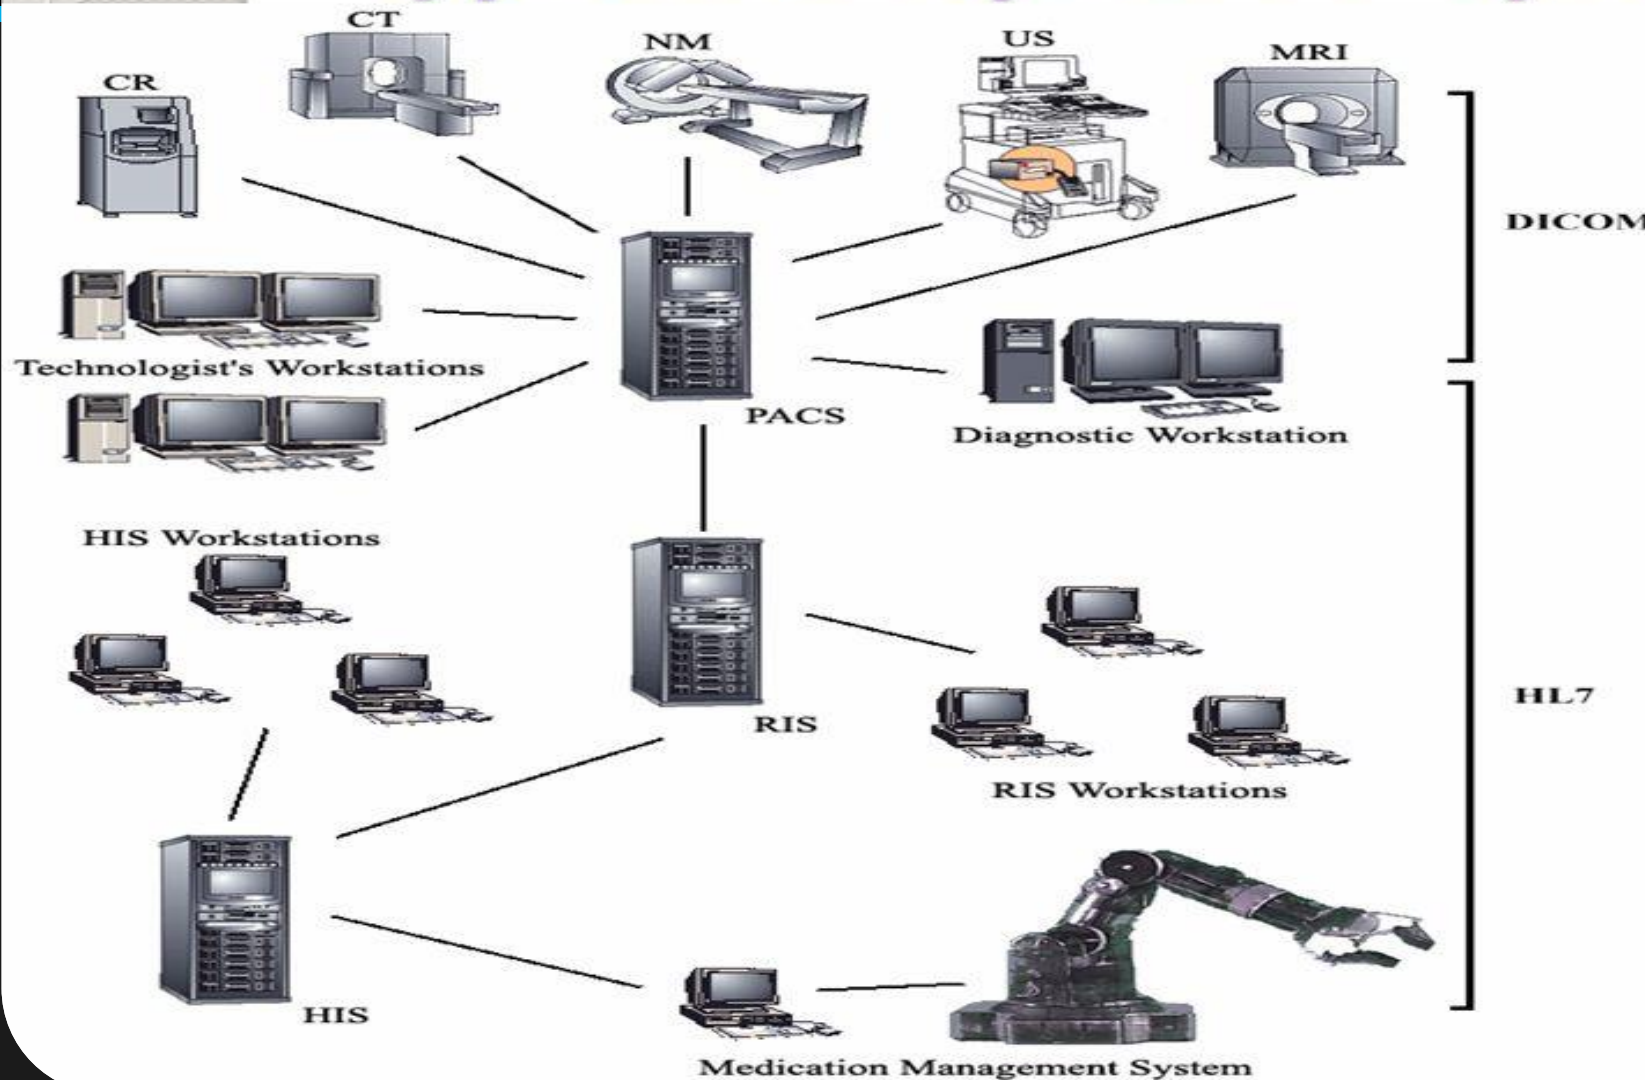 CT
NM
US
MRI
CR
DICOM
Technologist's Workstations
PACS
Diagnostic Workstation
HIS Workstations
HL7
RIS
RIS Workstations
HIS
Medication Management System